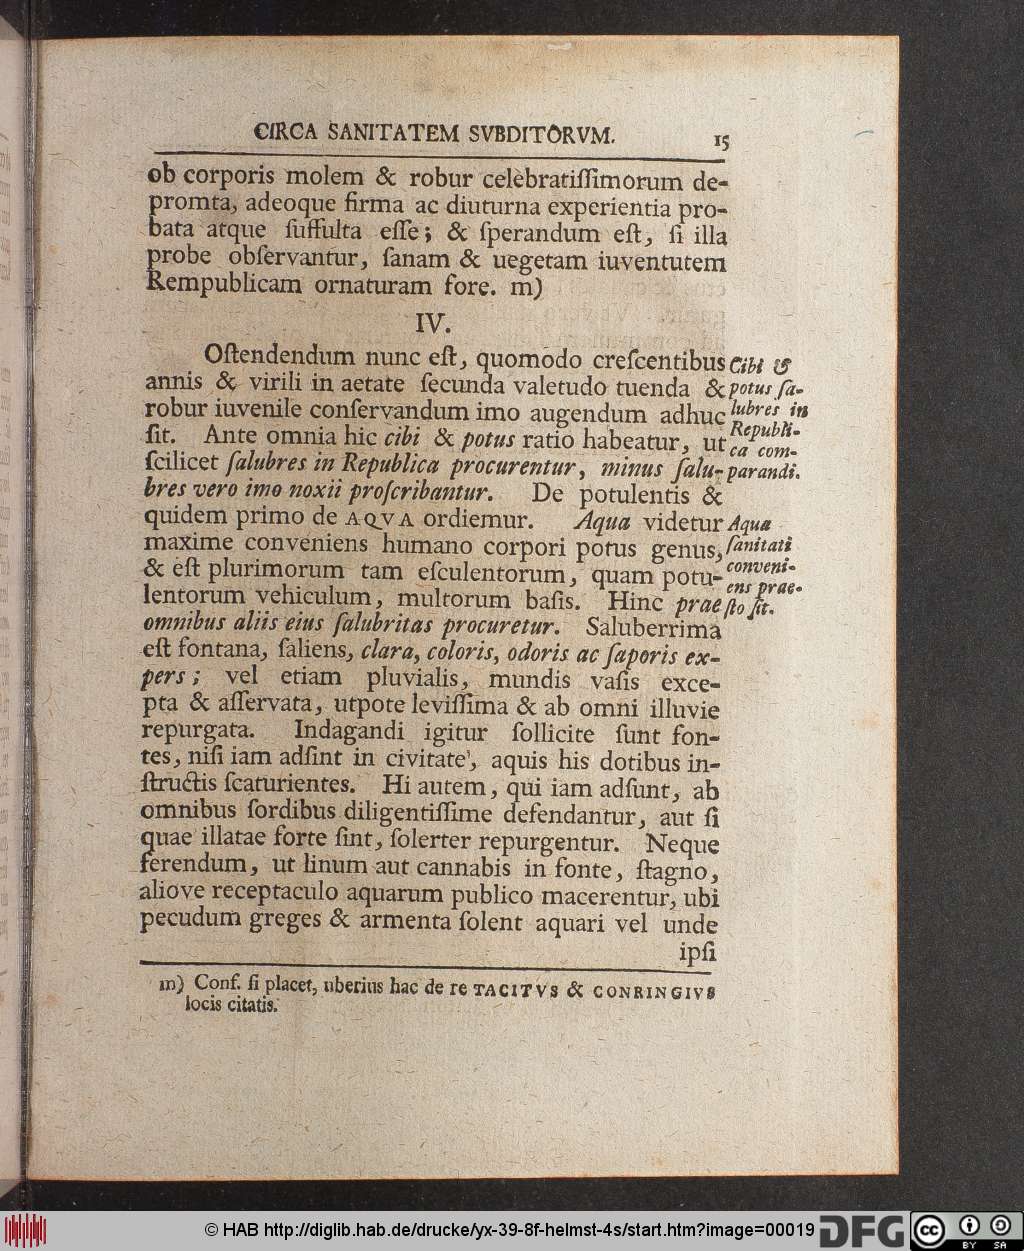 CIRCA SANITATEM SVBDITORVM. 15
ob corporis molem & robur celebratiſſimorum de-
promta, adeoque firma ac diuturna experientia pro-
bata atque ſuffulta eſſe; & ſperandum eſt, ſi illa
probe obſervantur, ſanam & uegetam iuventutem
Rempublicam ornaturam fore. m)
IV.
Oſtendendum nunc eſt, quomodo creſcentibus
annis & virili in aetate ſecunda valetudo tuenda &
robur iuvenile conſervandum imo augendum adhuc
ſit. Ante omnia hic cibi & potus ratio habeatur, ut
ſcilicet ſalubres in Republica procurentur, minus ſalu-
bres vero imo noxii proſcribantur. De potulentis &
quidem primo de AQVA ordiemur. Aqua videtur
maxime conveniens humano corpori potus genus,
& eſt plurimorum tam eſculentorum, quam potu-
lentorum vehiculum, multorum baſis. Hinc prae
omnibus aliis eius ſalubritas procuretur. Saluberrima
eſt fontana, ſaliens, clara, coloris, odoris ac ſaporis ex-
pers; vel etiam pluvialis, mundis vaſis exce-
pta & aſſervata, utpote leviſſima & ab omni illuvie
repurgata. Indagandi igitur ſollicite ſunt fon-
tes, niſi iam adſint in civitate, aquis his dotibus in-
ſtructis ſcaturientes. Hi autem, qui iam adſunt, ab
omnibus ſordibus diligentiſſime defendantur, aut ſi
quae illatae forte ſint, ſolerter repurgentur. Neque
ferendum, ut linum aut cannabis in fonte, ſtagno,
aliove receptaculo aquarum publico macerentur, ubi
pecudum greges & armenta ſolent aquari vel unde
ipſi
Cibi &
potus ſa-
lubres in
Republi-
ca com-
parandi.
Aqua
ſanitati
conveni-
ens prae-
ſto ſit.
m) Conf. ſi placet, uberius hac de re TACITVS & CONRINGIVS
locis citatis.
© HAB http://diglib.hab.de/drucke/yx-39-8f-helmst-4s/start.htm?image=00019 DFG cc BY SA